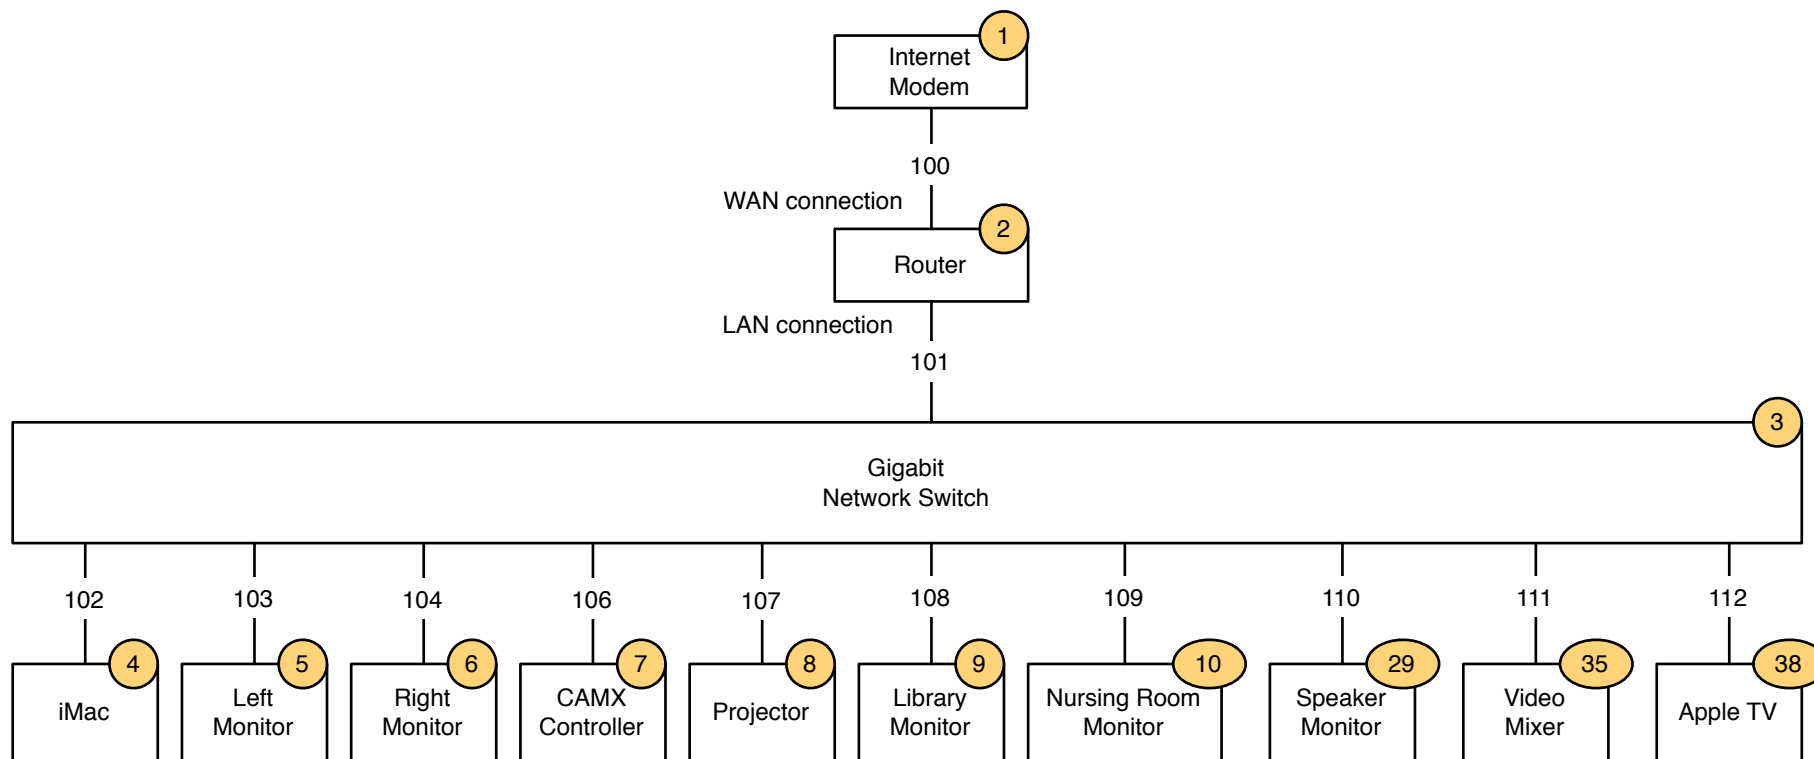 1
Internet
Modem
100
WAN connection
2
Router
LAN connection
101
3
Gigabit
Network Switch
102 103 104 106 107 108 109 110 111 112
4 5 6 7 8 9 10 29 35 38
iMac
Left
Monitor
Right
Monitor
CAMX
Controller
Projector
Library
Monitor
Nursing Room
Monitor
Speaker
Monitor
Video
Mixer
Apple TV